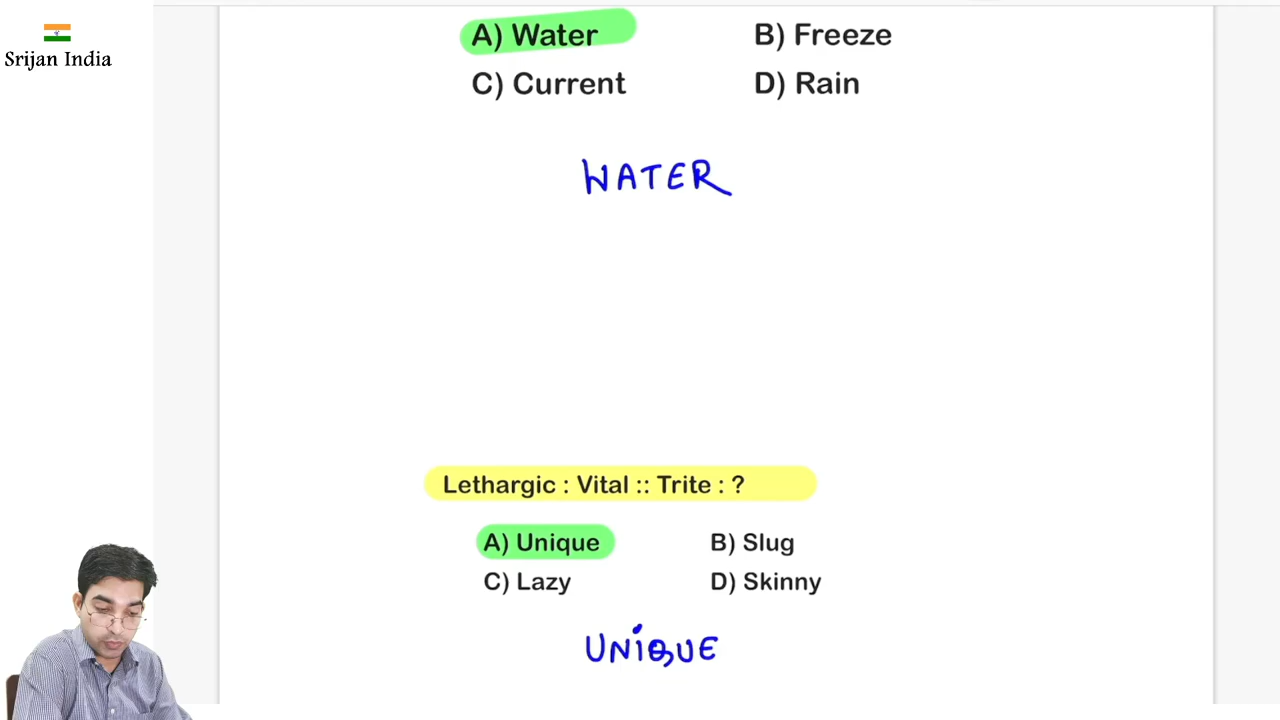 Srijan India
A) Water B) Freeze
C) Current D) Rain
WATER
Lethargic : Vital :: Trite : ?
A) Unique B) Slug
C) Lazy D) Skinny
UNiQUE